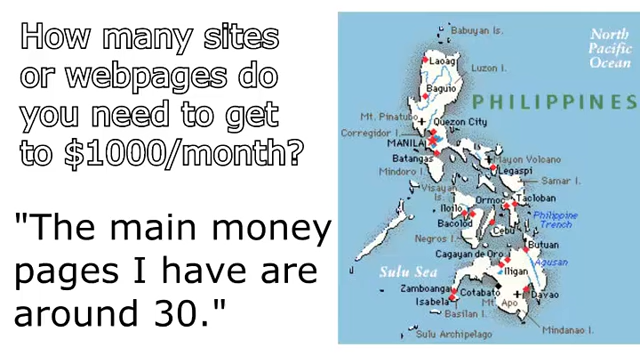 How many sites
or webpages do
you need to get
to $1000/month?
"The main money
pages I have are
around 30."
Babuyan Is.
North
Pacific
Ocean
Laoag
Luzon I.
Baguio
PHILIPPINES
Mt. Pinatubo
Quezon City
Corregidor I.
MANILA
Batangas
Mayon Volcano
Legaspi
Mindoro I.
Samar I.
Visayan
Is.
Ormoc
Tacloban
Iloilo
Philippine
Trench
Bacolod
Cebu
Negros I.
Butuan
Cagayan de Oro
Agusan
Sulu Sea
Iligan
Zamboanga
Cotabato
Davao
Isabela
Mt. Apo
Basilan I.
Mindanao I.
Sulu Archipelago